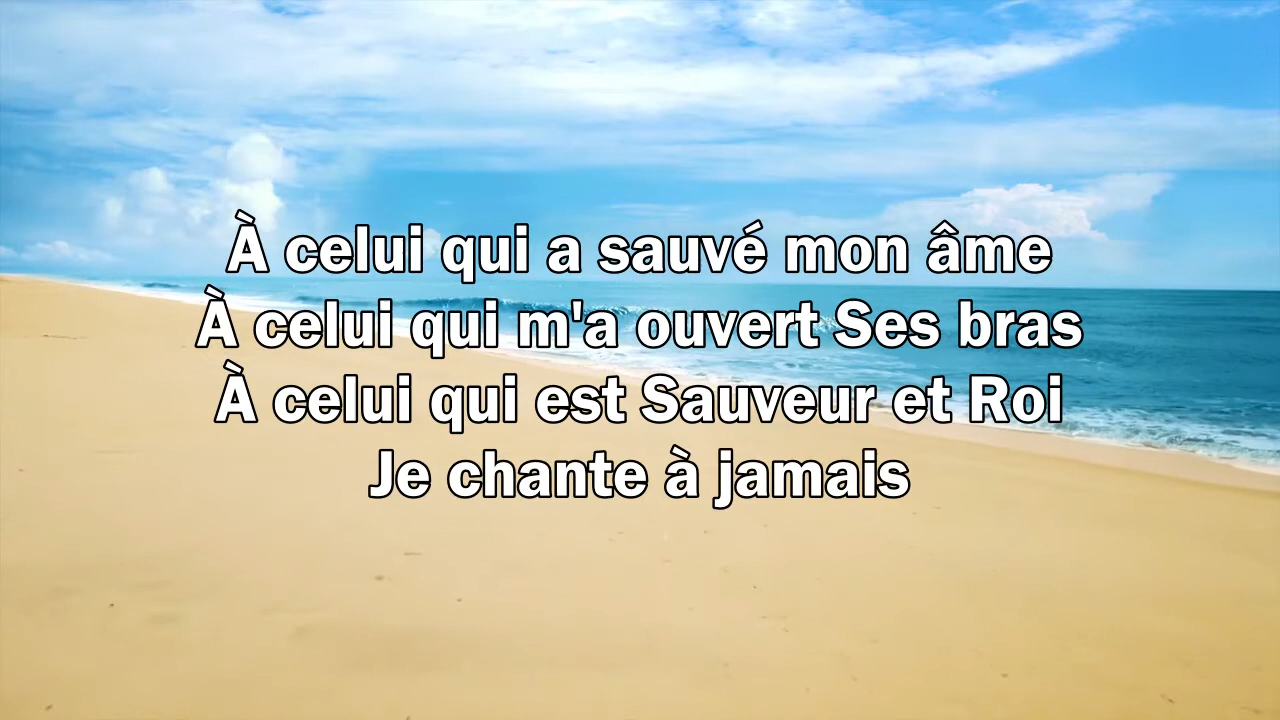 À celui qui a sauvé mon âme
À celui qui m'a ouvert Ses bras
À celui qui est Sauveur et Roi
Je chante à jamais